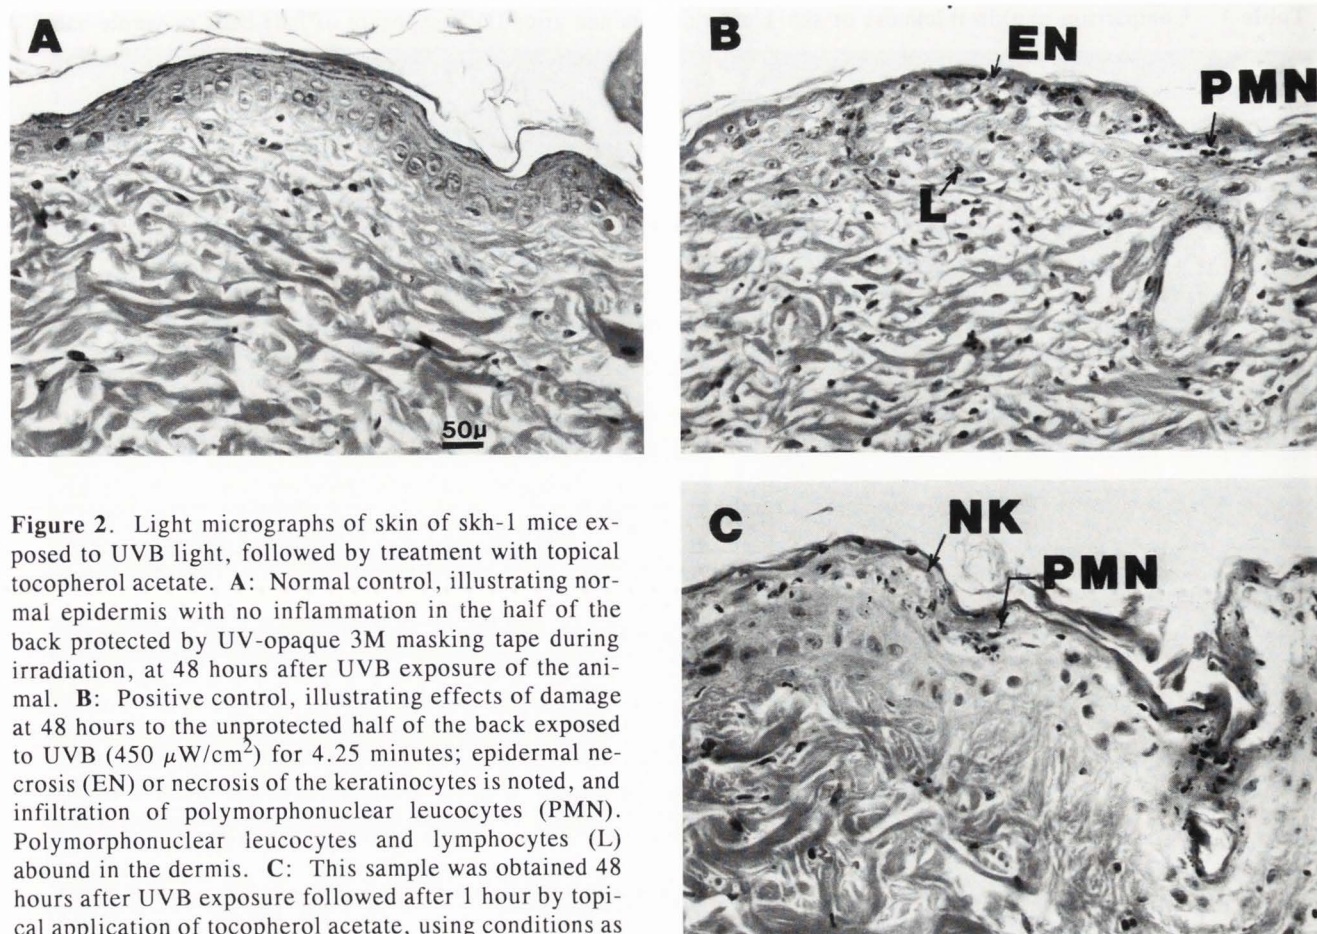 A
50µ
B
EN
PMN
L
Figure 2. Light micrographs of skin of skh-1 mice ex-
posed to UVB light, followed by treatment with topical
tocopherol acetate. A: Normal control, illustrating nor-
mal epidermis with no inflammation in the half of the
back protected by UV-opaque 3M masking tape during
irradiation, at 48 hours after UVB exposure of the ani-
mal. B: Positive control, illustrating effects of damage
at 48 hours to the unprotected half of the back exposed
to UVB (450 µW/cm²) for 4.25 minutes; epidermal ne-
crosis (EN) or necrosis of the keratinocytes is noted, and
infiltration of polymorphonuclear leucocytes (PMN).
Polymorphonuclear leucocytes and lymphocytes (L)
abound in the dermis. C: This sample was obtained 48
hours after UVB exposure followed after 1 hour by topi-
cal application of tocopherol acetate, using conditions as
C
NK
PMN